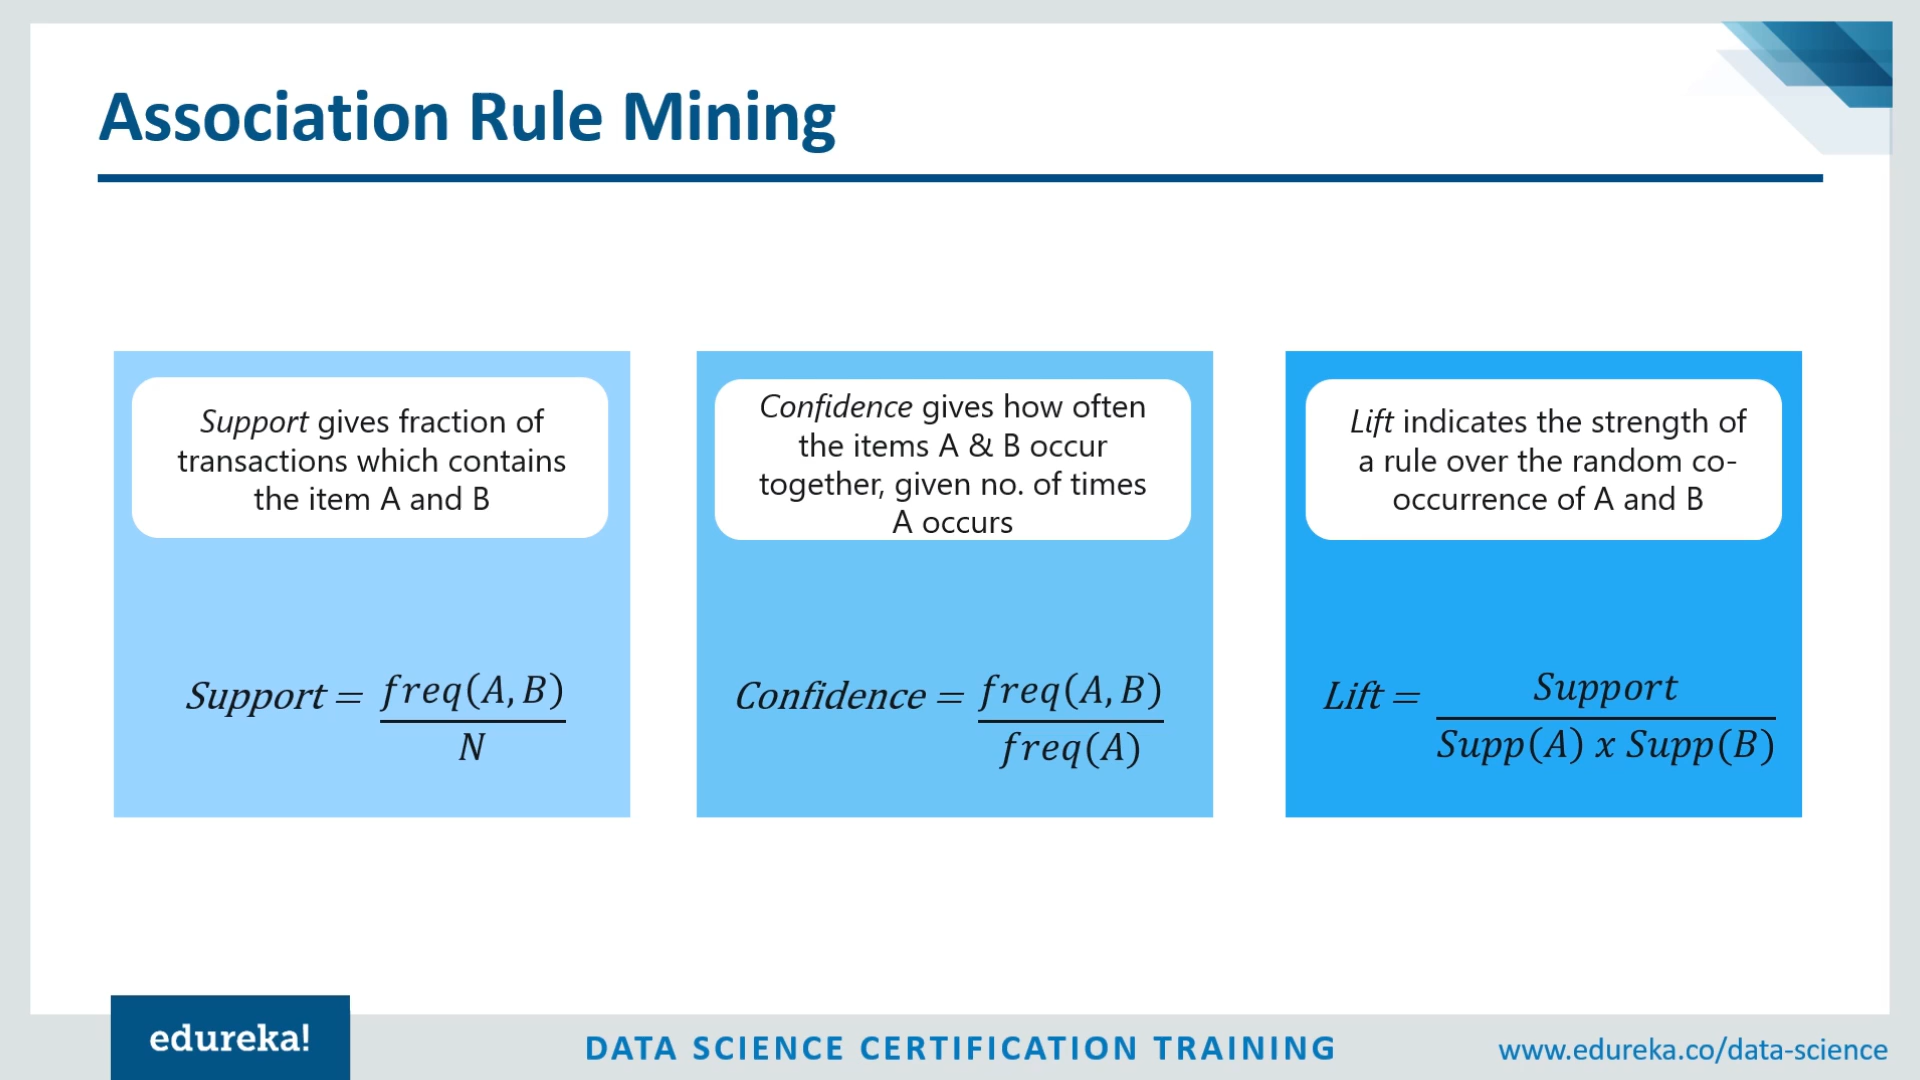 Association Rule Mining
Support gives fraction of
transactions which contains
the item A and B
Support = freq(A, B) / N
Confidence gives how often
the items A & B occur
together, given no. of times
A occurs
Confidence = freq(A, B) / freq(A)
Lift indicates the strength of
a rule over the random co-
occurrence of A and B
Lift = Support / Supp(A) x Supp(B)
edureka!
DATA SCIENCE CERTIFICATION TRAINING
www.edureka.co/data-science